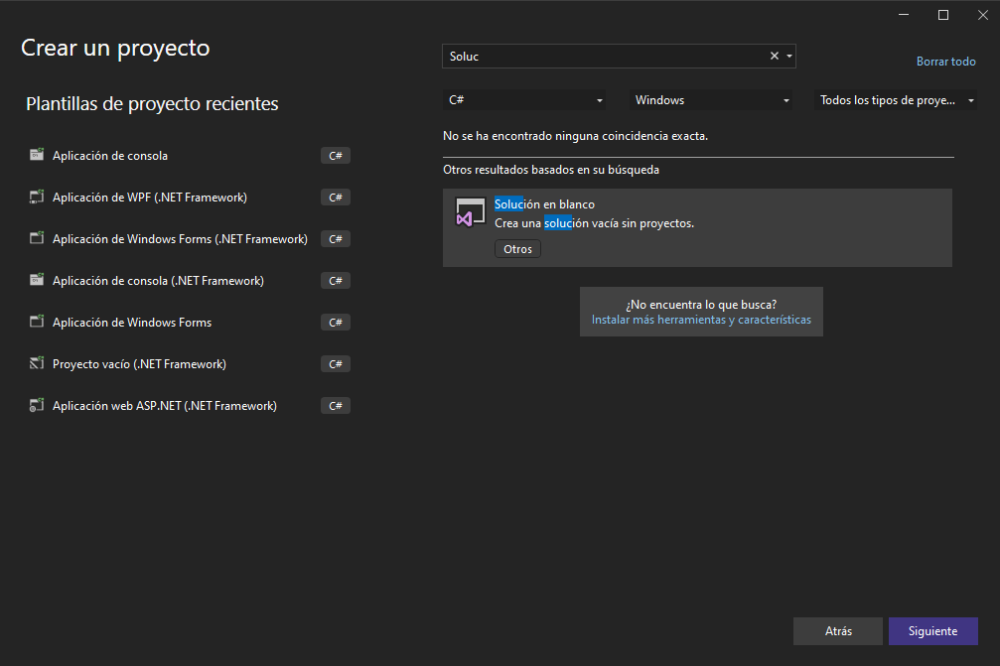 Crear un proyecto
Plantillas de proyecto recientes
Aplicación de consola C#
Aplicación de WPF (.NET Framework) C#
Aplicación de Windows Forms (.NET Framework) C#
Aplicación de consola (.NET Framework) C#
Aplicación de Windows Forms C#
Proyecto vacío (.NET Framework) C#
Aplicación web ASP.NET (.NET Framework) C#
Soluc
Borrar todo
C# Windows Todos los tipos de proye...
No se ha encontrado ninguna coincidencia exacta.
Otros resultados basados en su búsqueda
Solución en blanco
Crea una solución vacía sin proyectos.
Otros
¿No encuentra lo que busca?
Instalar más herramientas y características
Atrás Siguiente